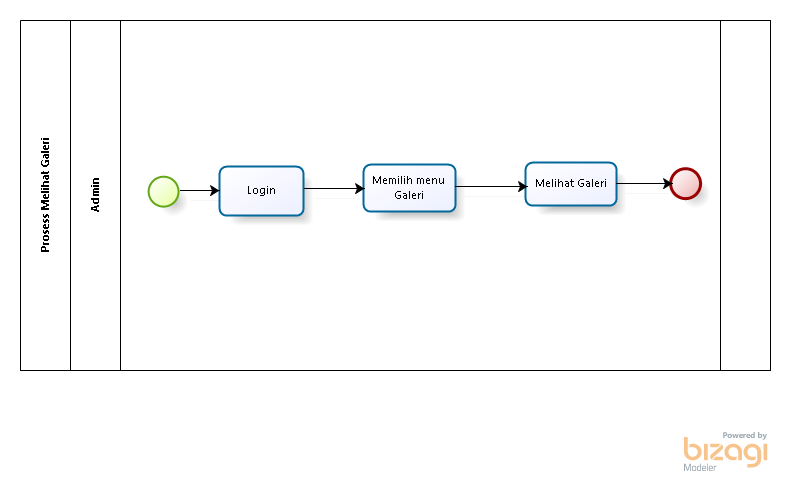 Prosess Melihat Galeri
Admin
Login
Memilih menu
Galeri
Melihat Galeri
Powered by
bizagi
Modeler